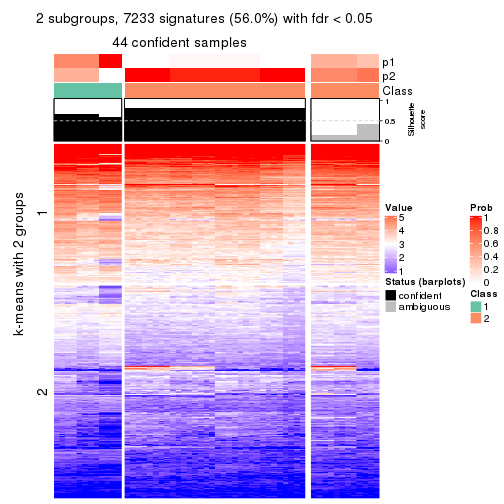 2 subgroups, 7233 signatures (56.0%) with fdr < 0.05
44 confident samples
p1
p2
Class
1
0.5
0
Silhouette
score
k-means with 2 groups
1
2
Value
5
4
3
2
1
Status (barplots)
confident
ambiguous
Prob
1
0.8
0.6
0.4
0.2
0
Class
1
2